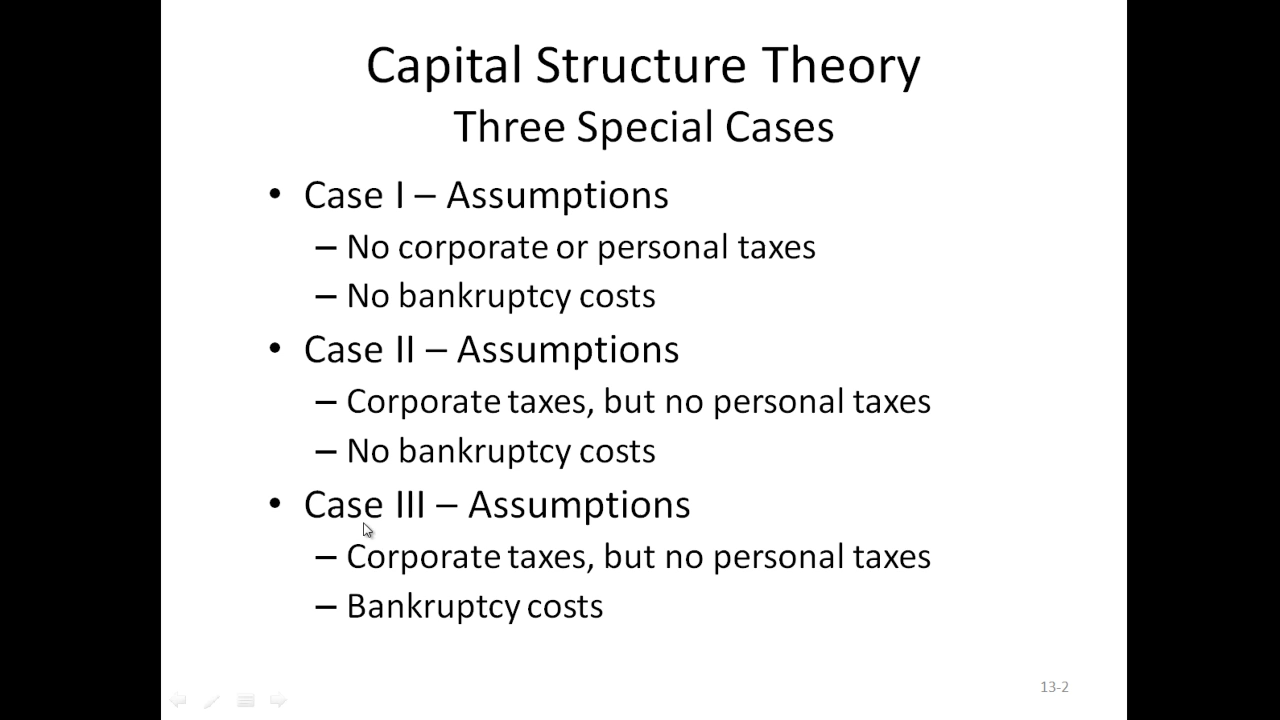 Capital Structure Theory
Three Special Cases
• Case I – Assumptions
– No corporate or personal taxes
– No bankruptcy costs
• Case II – Assumptions
– Corporate taxes, but no personal taxes
– No bankruptcy costs
• Case III – Assumptions
– Corporate taxes, but no personal taxes
– Bankruptcy costs
13-2